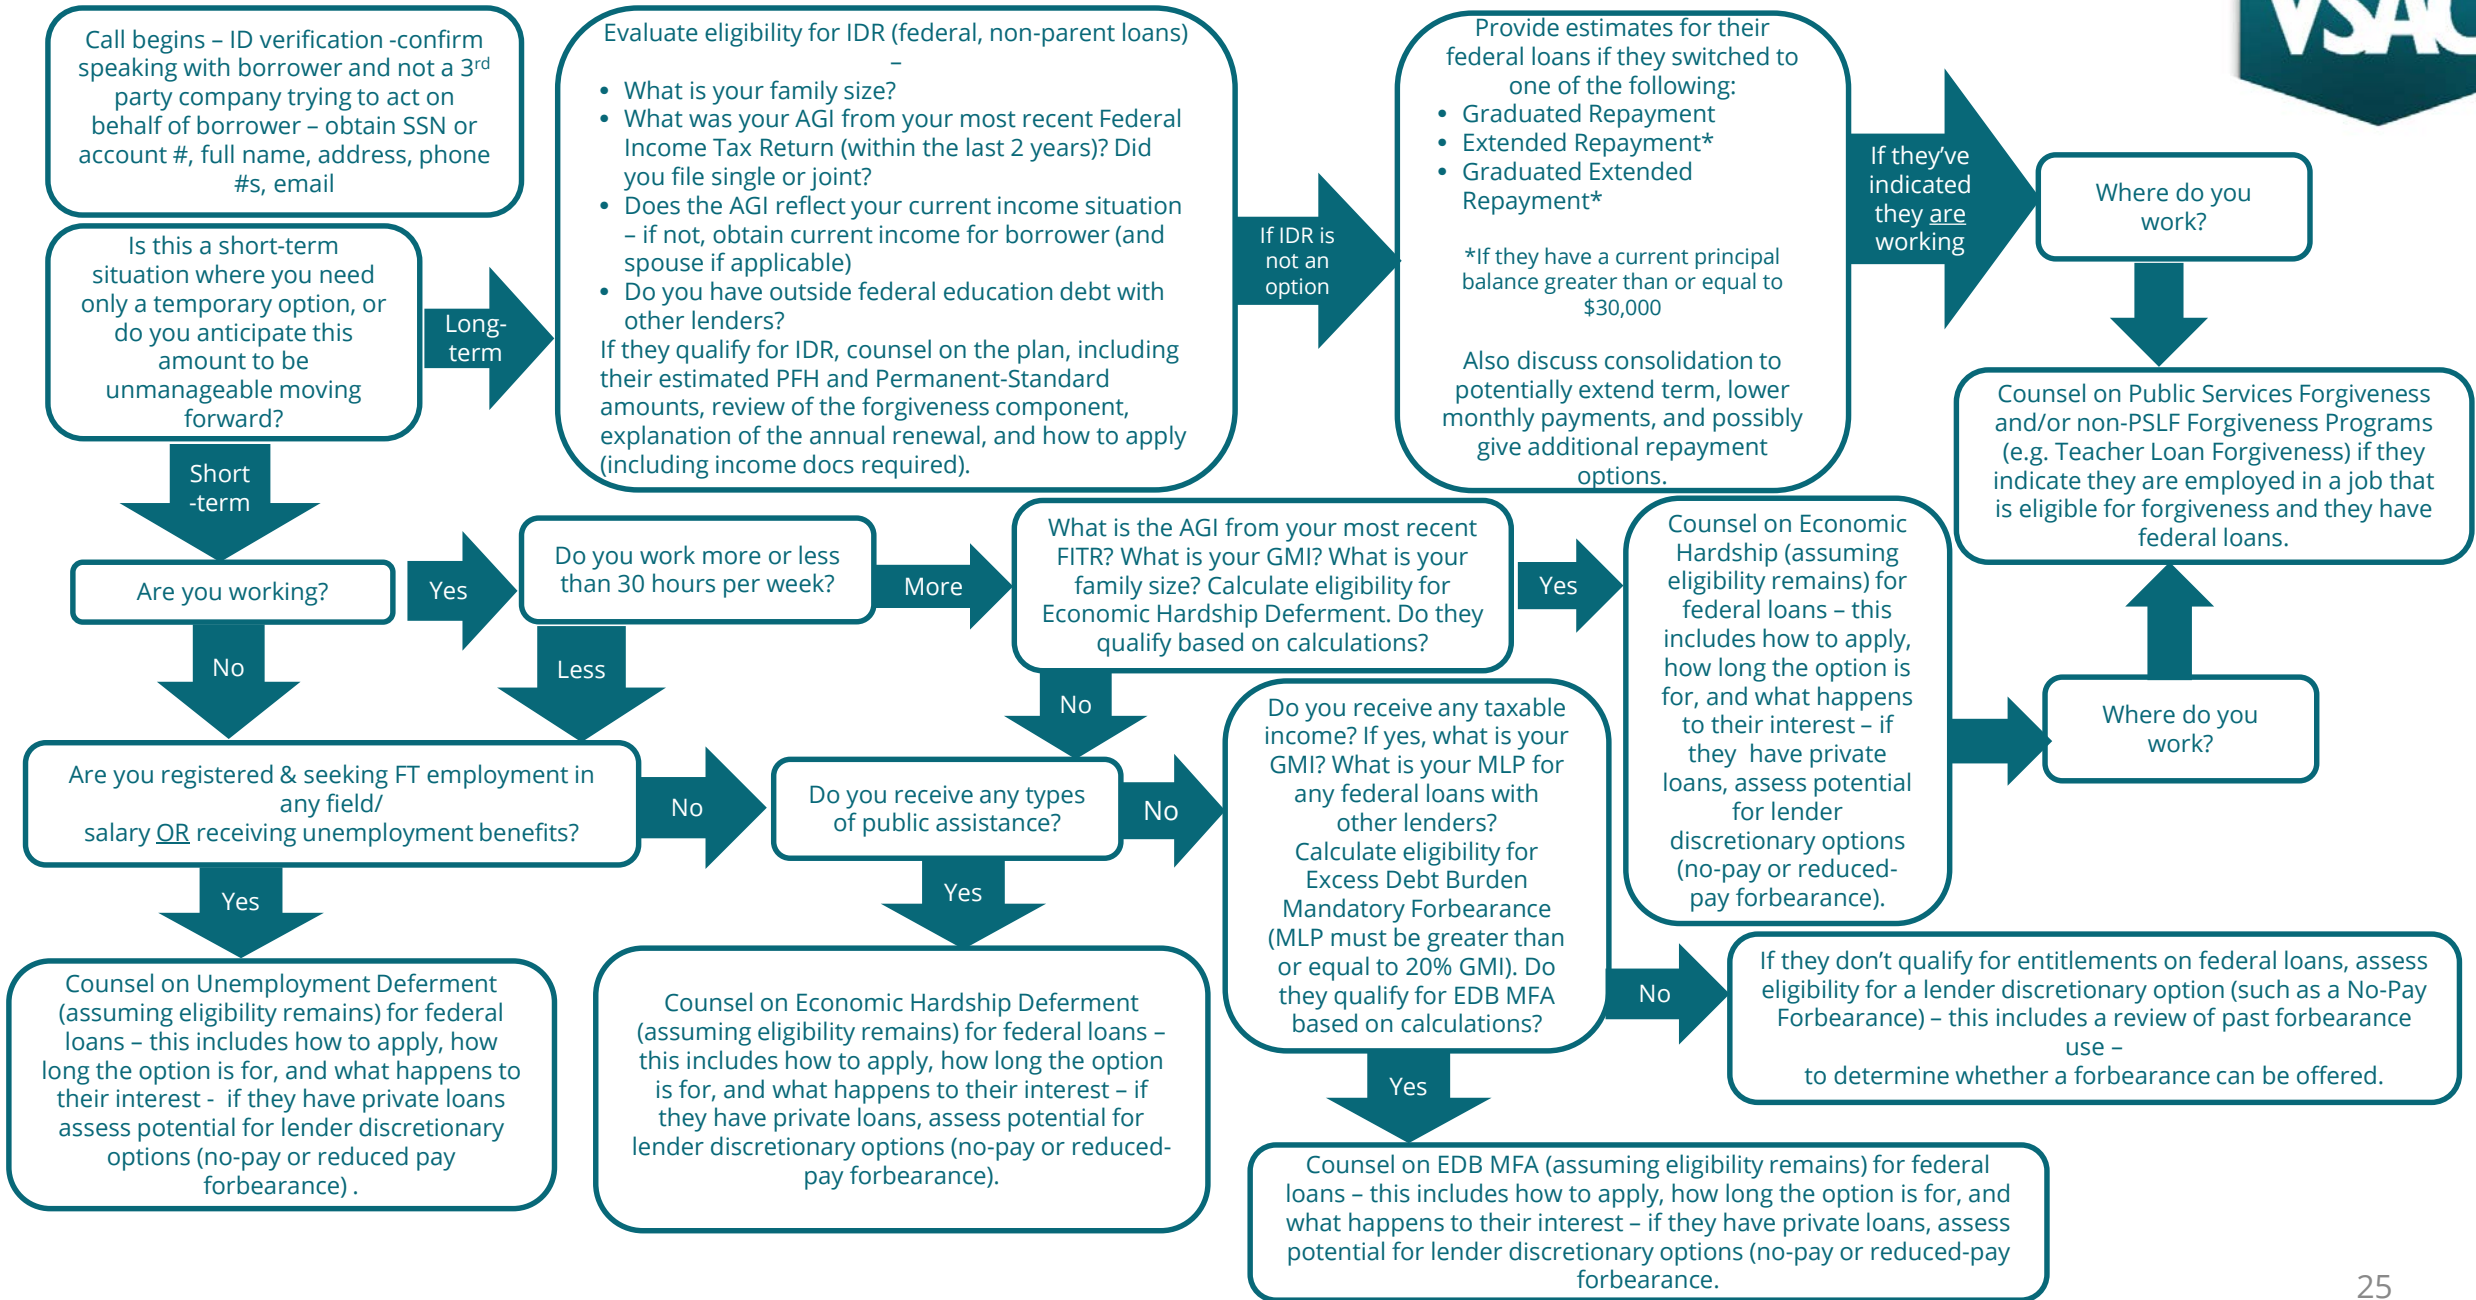 Call begins – ID verification -confirm
speaking with borrower and not a 3rd
party company trying to act on
behalf of borrower – obtain SSN or
account #, full name, address, phone
#s, email
Is this a short-term
situation where you need
only a temporary option, or
do you anticipate this
amount to be
unmanageable moving
forward?
Long-
term
Evaluate eligibility for IDR (federal, non-parent loans)
–
• What is your family size?
• What was your AGI from your most recent Federal
Income Tax Return (within the last 2 years)? Did
you file single or joint?
• Does the AGI reflect your current income situation
– if not, obtain current income for borrower (and
spouse if applicable)
• Do you have outside federal education debt with
other lenders?
If they qualify for IDR, counsel on the plan, including
their estimated PFH and Permanent-Standard
amounts, review of the forgiveness component,
explanation of the annual renewal, and how to apply
(including income docs required).
If IDR is
not an
option
Provide estimates for their
federal loans if they switched to
one of the following:
• Graduated Repayment
• Extended Repayment*
• Graduated Extended
Repayment*
*If they have a current principal
balance greater than or equal to
$30,000
Also discuss consolidation to
potentially extend term, lower
monthly payments, and possibly
give additional repayment
options.
If they’ve
indicated
they are
working
VSAC
Where do you
work?
Counsel on Public Services Forgiveness
and/or non-PSLF Forgiveness Programs
(e.g. Teacher Loan Forgiveness) if they
indicate they are employed in a job that
is eligible for forgiveness and they have
federal loans.
Short
-term
Are you working?
Yes
Do you work more or less
than 30 hours per week?
More
What is the AGI from your most recent
FITR? What is your GMI? What is your
family size? Calculate eligibility for
Economic Hardship Deferment. Do they
qualify based on calculations?
Yes
Counsel on Economic
Hardship (assuming
eligibility remains) for
federal loans – this
includes how to apply,
how long the option is
for, and what happens
to their interest – if
they have private
loans, assess potential
for lender
discretionary options
(no-pay or reduced-
pay forbearance).
Where do you
work?
No
Less
No
Are you registered & seeking FT employment in
any field/
salary OR receiving unemployment benefits?
No
Do you receive any types
of public assistance?
No
Do you receive any taxable
income? If yes, what is your
GMI? What is your MLP for
any federal loans with
other lenders?
Calculate eligibility for
Excess Debt Burden
Mandatory Forbearance
(MLP must be greater than
or equal to 20% GMI). Do
they qualify for EDB MFA
based on calculations?
No
If they don’t qualify for entitlements on federal loans, assess
eligibility for a lender discretionary option (such as a No-Pay
Forbearance) – this includes a review of past forbearance
use –
to determine whether a forbearance can be offered.
Yes
Yes
Yes
Counsel on Unemployment Deferment
(assuming eligibility remains) for federal
loans – this includes how to apply, how
long the option is for, and what happens to
their interest - if they have private loans
assess potential for lender discretionary
options (no-pay or reduced pay
forbearance) .
Counsel on Economic Hardship Deferment
(assuming eligibility remains) for federal loans –
this includes how to apply, how long the option
is for, and what happens to their interest – if
they have private loans, assess potential for
lender discretionary options (no-pay or reduced-
pay forbearance).
Counsel on EDB MFA (assuming eligibility remains) for federal
loans – this includes how to apply, how long the option is for, and
what happens to their interest – if they have private loans, assess
potential for lender discretionary options (no-pay or reduced-pay
forbearance.
25